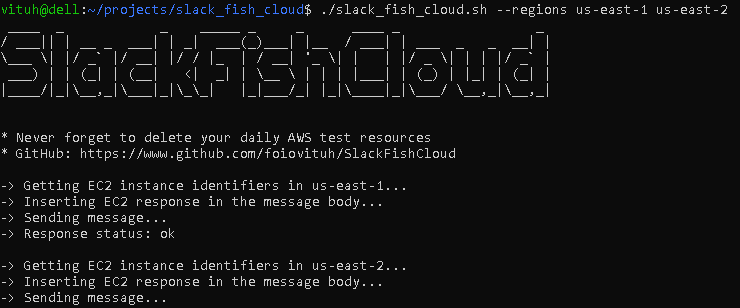 vituh@dell:~/projects/slack_fish_cloud$ ./slack_fish_cloud.sh --regions us-east-1 us-east-2
SlackFishCloud
* Never forget to delete your daily AWS test resources
* GitHub: https://www.github.com/foiovituh/SlackFishCloud
-> Getting EC2 instance identifiers in us-east-1...
-> Inserting EC2 response in the message body...
-> Sending message...
-> Response status: ok
-> Getting EC2 instance identifiers in us-east-2...
-> Inserting EC2 response in the message body...
-> Sending message...